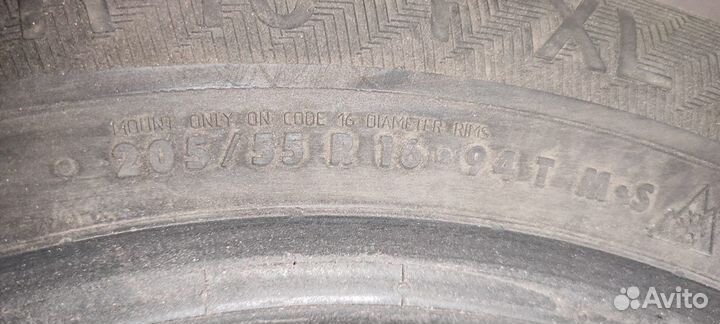 XL
MOUNT ONLY ON CODE 16 DIAMETER RIMS
205/55 R 16 94 T M•S
Avito